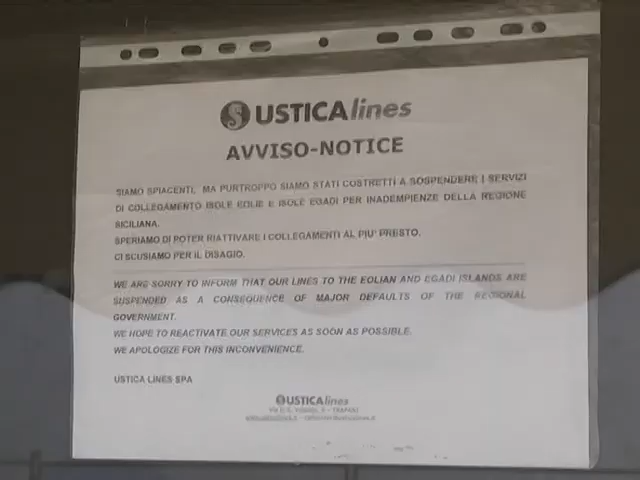 USTICAlines
AVVISO-NOTICE
SIAMO SPIACENTI, MA PURTROPPO SIAMO STATI COSTRETTI A SOSPENDERE I SERVIZI
DI COLLEGAMENTO ISOLE EOLIE E ISOLE EGADI PER INADEMPIENZE DELLA REGIONE
SICILIANA.
SPERIAMO DI POTER RIATTIVARE I COLLEGAMENTI AL PIU' PRESTO.
CI SCUSIAMO PER IL DISAGIO.
WE ARE SORRY TO INFORM THAT OUR LINES TO THE EOLIAN AND EGADI ISLANDS ARE
SUSPENDED AS A CONSEQUENCE OF MAJOR DEFAULTS OF THE REGIONAL
GOVERNMENT.
WE HOPE TO REACTIVATE OUR SERVICES AS SOON AS POSSIBLE.
WE APOLOGIZE FOR THIS INCONVENIENCE.
USTICA LINES SPA
USTICAlines
TRAPANI